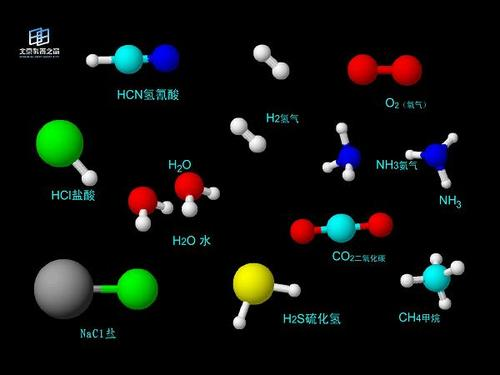 HCN氢氰酸
H2氢气
O2（氧气）
HCl盐酸
H2O
NH3氨气
NH3
H2O 水
CO2二氧化碳
NaCl盐
H2S硫化氢
CH4甲烷